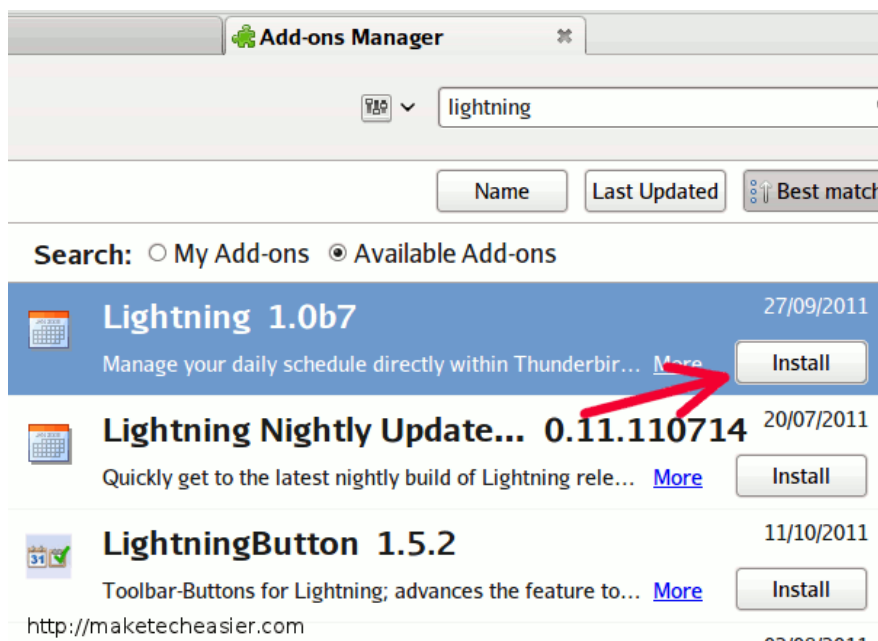 Add-ons Manager
lightning
Name Last Updated Best match
Search: My Add-ons Available Add-ons
Lightning 1.0b7 27/09/2011
Manage your daily schedule directly within Thunderbir... More Install
Lightning Nightly Update... 0.11.110714 20/07/2011
Quickly get to the latest nightly build of Lightning rele... More Install
LightningButton 1.5.2 11/10/2011
Toolbar-Buttons for Lightning; advances the feature to... More Install
http://maketecheasier.com